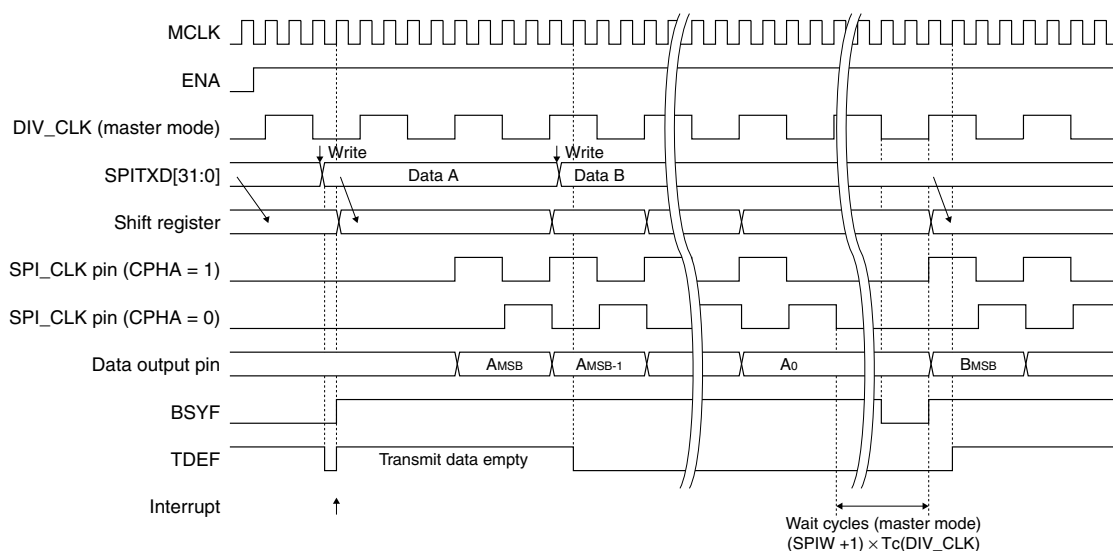 MCLK
ENA
DIV_CLK (master mode)
Write Write
SPITXD[31:0] Data A Data B
Shift register
SPI_CLK pin (CPHA = 1)
SPI_CLK pin (CPHA = 0)
Data output pin AMSB AMSB-1 A0 BMSB
BSYF
TDEF Transmit data empty
Interrupt
Wait cycles (master mode)
(SPIW +1) × Tc(DIV_CLK)